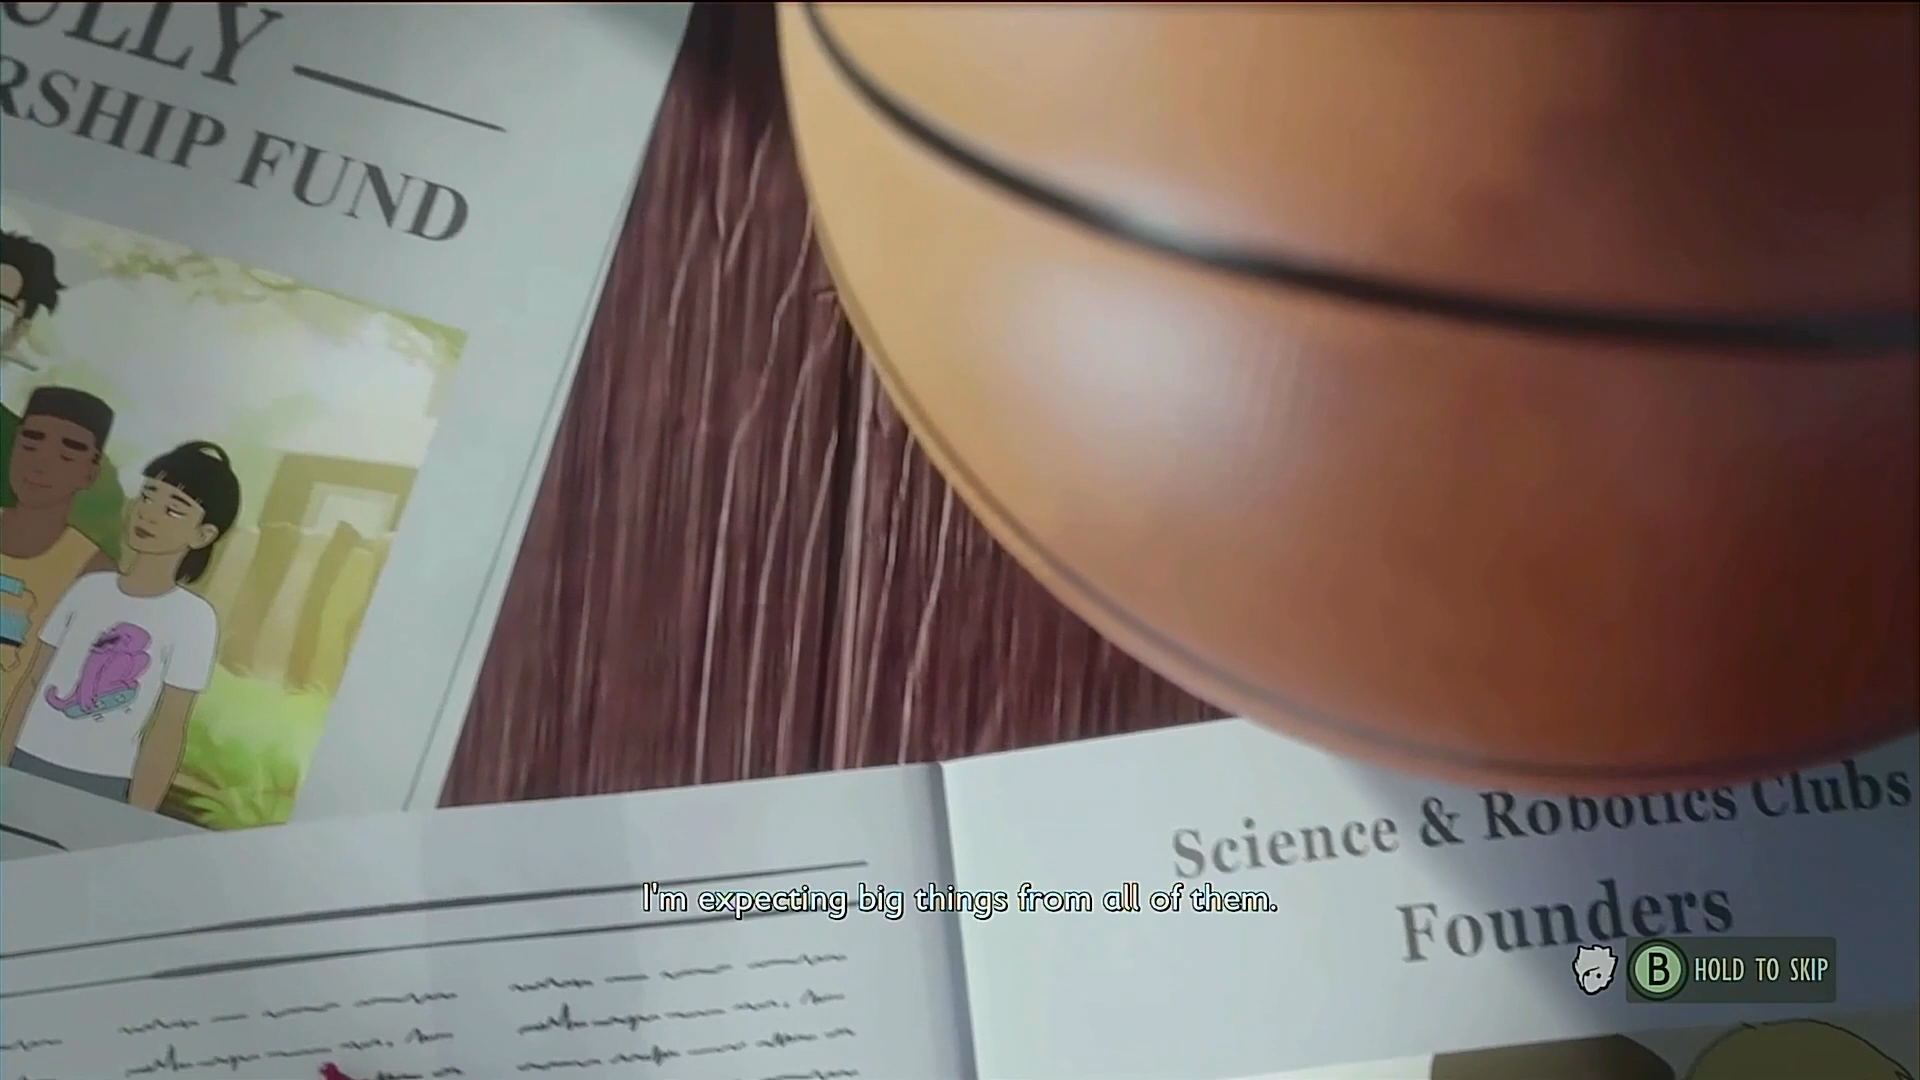 ULLY
RSHIP FUND
Science & Robotics Clubs
Founders
I'm expecting big things from all of them.
B HOLD TO SKIP